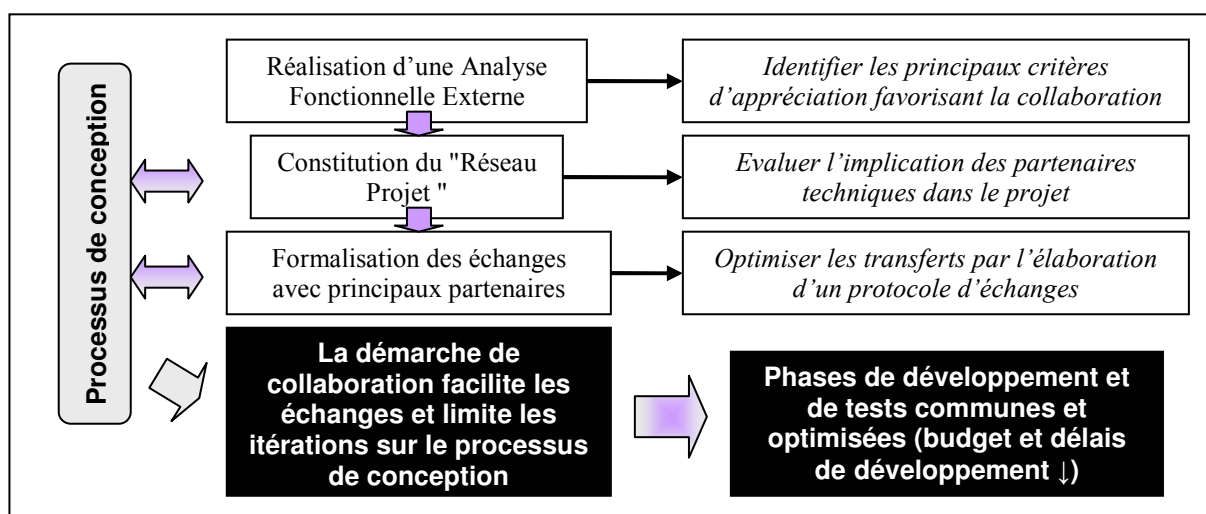 Processus de conception
Réalisation d’une Analyse
Fonctionnelle Externe
Identifier les principaux critères
d’appréciation favorisant la collaboration
Constitution du "Réseau
Projet "
Evaluer l’implication des partenaires
techniques dans le projet
Formalisation des échanges
avec principaux partenaires
Optimiser les transferts par l’élaboration
d’un protocole d’échanges
La démarche de
collaboration facilite les
échanges et limite les
itérations sur le processus
de conception
Phases de développement et
de tests communes et
optimisées (budget et délais
de développement ↓)